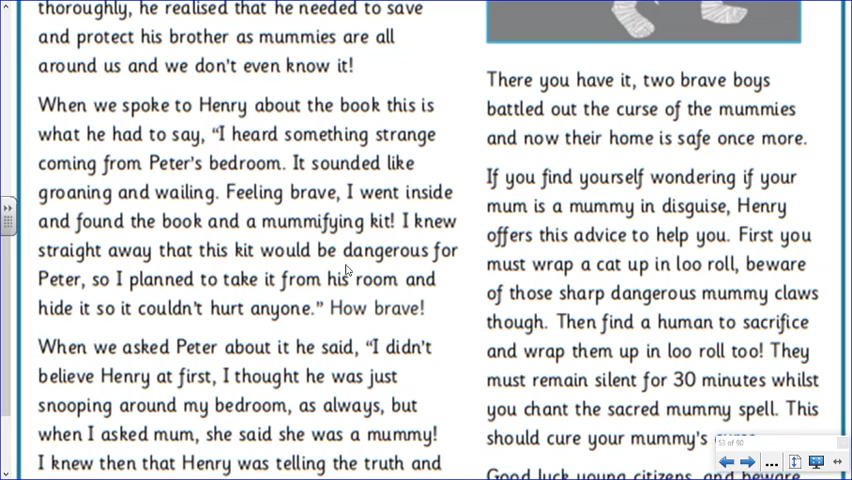 thoroughly, he realised that he needed to save
and protect his brother as mummies are all
around us and we don't even know it!
When we spoke to Henry about the book this is
what he had to say, “I heard something strange
coming from Peter's bedroom. It sounded like
groaning and wailing. Feeling brave, I went inside
and found the book and a mummifying kit! I knew
straight away that this kit would be dangerous for
Peter, so I planned to take it from his room and
hide it so it couldn't hurt anyone.” How brave!
When we asked Peter about it he said, “I didn't
believe Henry at first, I thought he was just
snooping around my bedroom, as always, but
when I asked mum, she said she was a mummy!
I knew then that Henry was telling the truth and
There you have it, two brave boys
battled out the curse of the mummies
and now their home is safe once more.
If you find yourself wondering if your
mum is a mummy in disguise, Henry
offers this advice to help you. First you
must wrap a cat up in loo roll, beware
of those sharp dangerous mummy claws
though. Then find a human to sacrifice
and wrap them up in loo roll too! They
must remain silent for 30 minutes whilst
you chant the sacred mummy spell. This
should cure your mummy's
Good luck young citizens, and beware
53 of 90